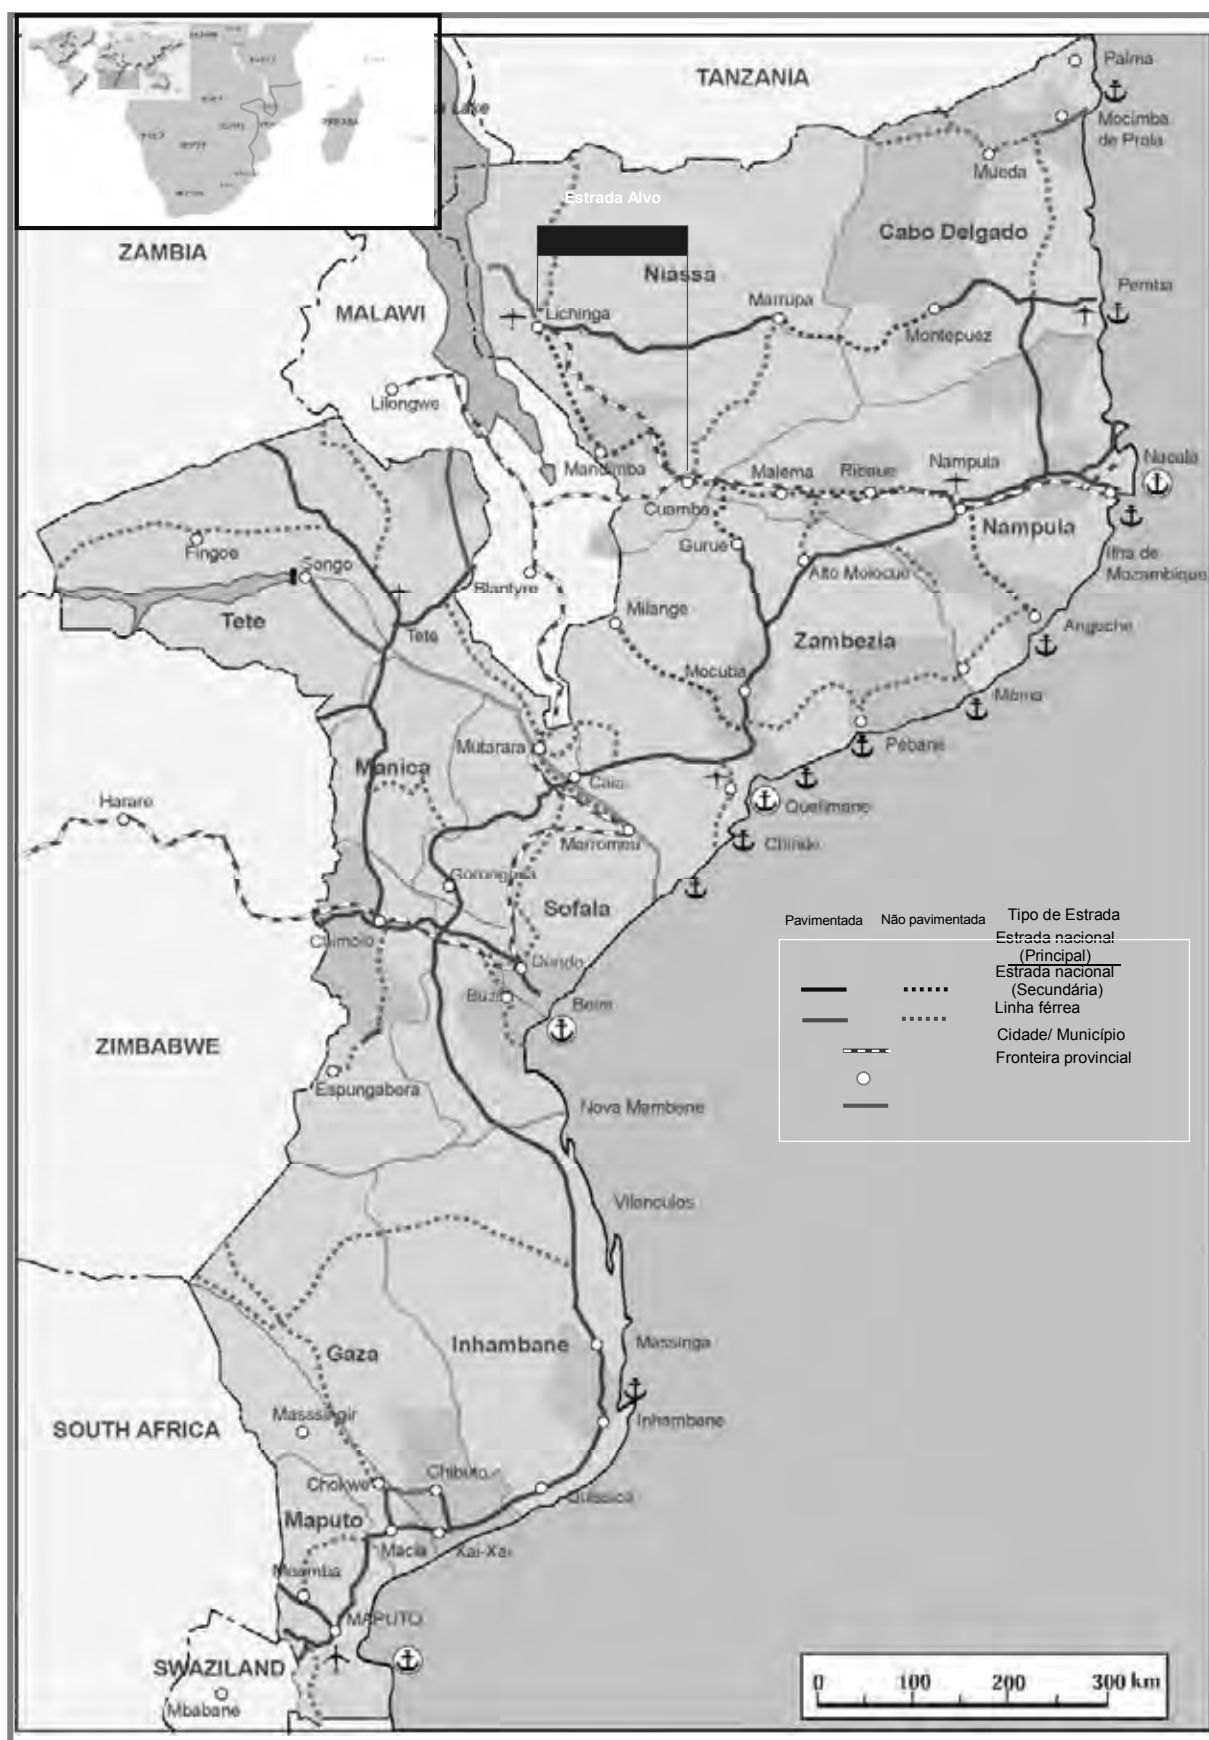 TANZANIA
Palma
Lake
Mocimba
de Praia
Mueda
Estrada Alvo
Cabo Delgado
ZAMBIA
Niassa
Pemba
Marrupa
MALAWI
Lichinga
Montepuez
Lilongwe
Mandimba
Malema
Ribaue
Nampula
Nacala
Cuamba
Nampula
Gurue
Fingoe
Songo
Alto Molocue
Ilha de
Mozambique
Blantyre
Tete
Milange
Tete
Zambezia
Angoche
Mocuba
Moma
Mutarara
Pebane
Manica
Caia
Harare
Quelimane
Marromeu
Chinde
Gorongosa
Sofala
Pavimentada Não pavimentada Tipo de Estrada
Estrada nacional
(Principal)
Estrada nacional
(Secundária)
Linha férrea
Cidade/ Município
Fronteira provincial
Chimoio
Dondo
Buzi
Beira
ZIMBABWE
Espungabera
Nova Mambone
Vilanculos
Gaza
Inhambane
Massinga
SOUTH AFRICA
Masssingir
Inhambane
Chokwe
Chibuto
Quissica
Maputo
Macia
Xai-Xai
Moamba
MAPUTO
SWAZILAND
Mbabane
0 100 200 300 km